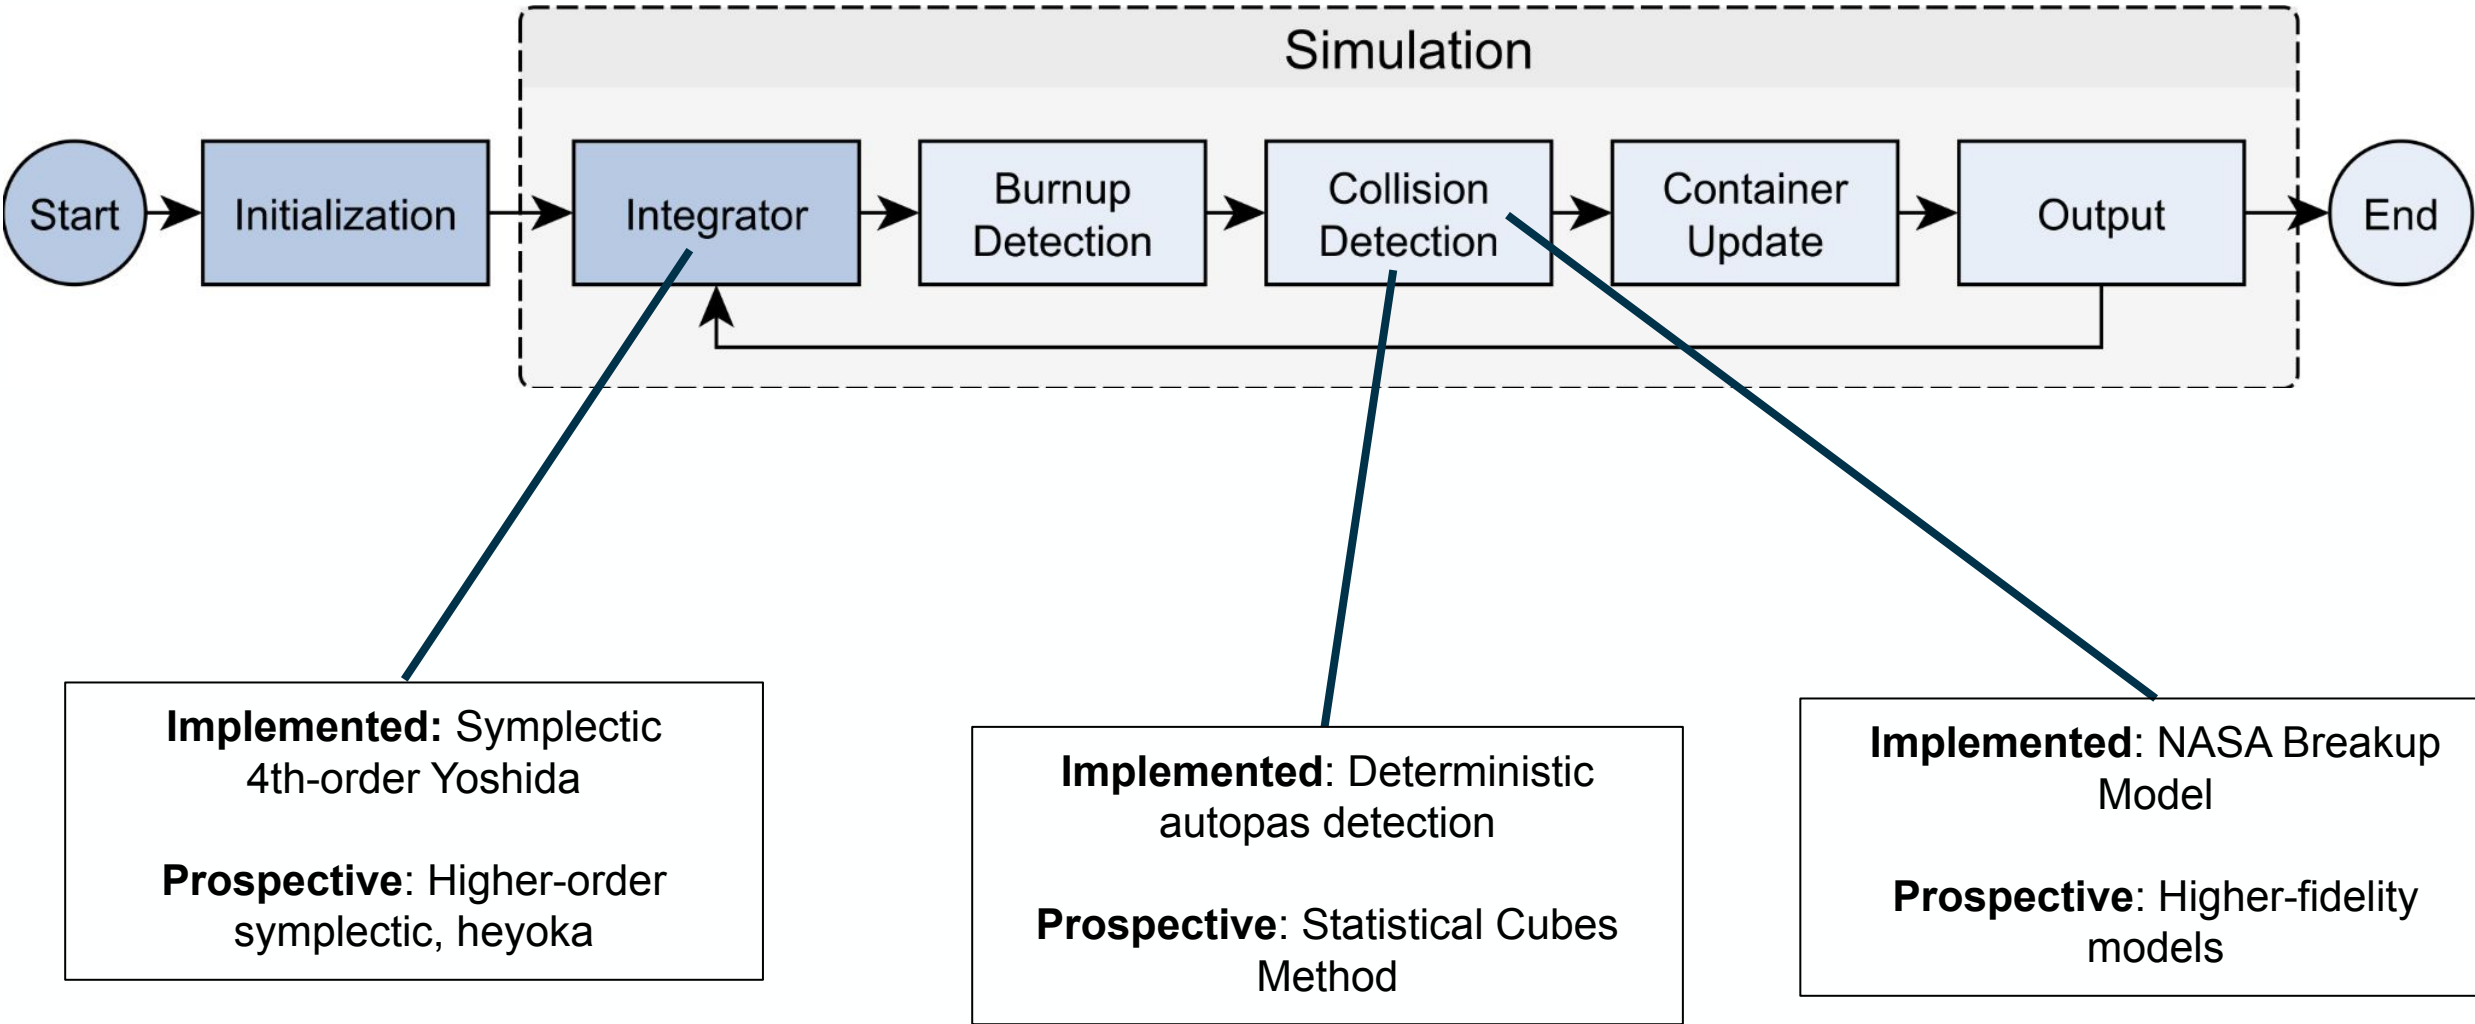 Simulation
Start
Initialization
Integrator
Burnup
Detection
Collision
Detection
Container
Update
Output
End
Implemented: Symplectic
4th-order Yoshida
Prospective: Higher-order
symplectic, heyoka
Implemented: Deterministic
autopas detection
Prospective: Statistical Cubes
Method
Implemented: NASA Breakup
Model
Prospective: Higher-fidelity
models